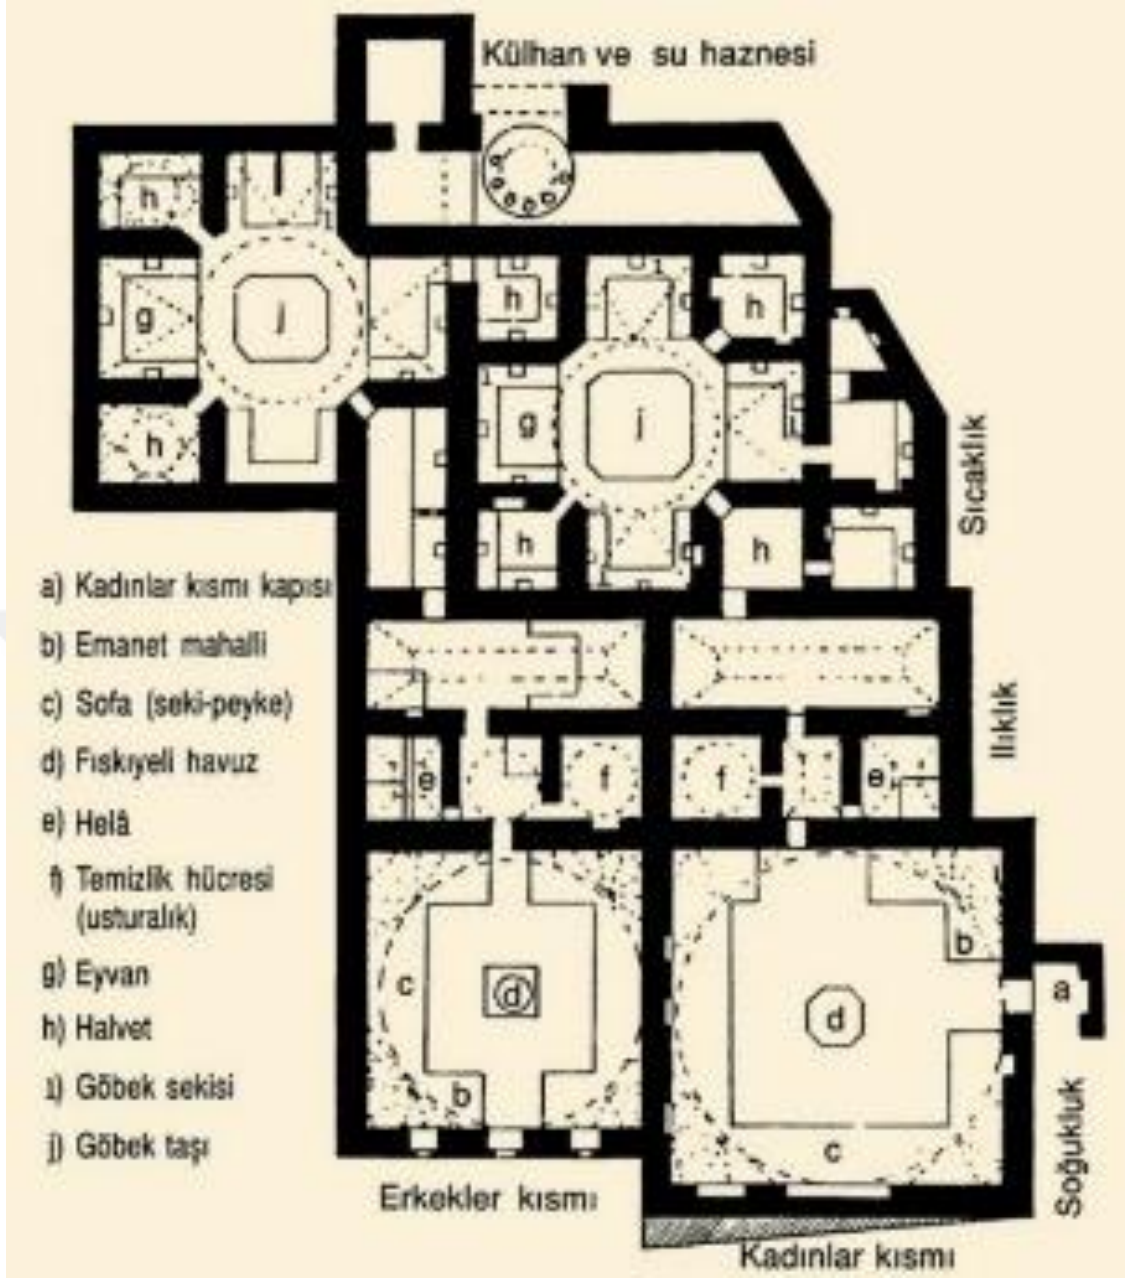 Külhan ve su haznesi
h
g
j
h
h
h
g
j
h
h
Sıcaklık
a) Kadınlar kısmı kapısı
b) Emanet mahalli
c) Sofa (seki-peyke)
d) Fıskıyeli havuz
e) Helâ
f) Temizlik hücresi
(usturalık)
g) Eyvan
h) Halvet
ı) Göbek sekisi
j) Göbek taşı
Ilıklık
e
f
f
e
c
d
b
b
d
a
c
Soğukluk
Erkekler kısmı
Kadınlar kısmı